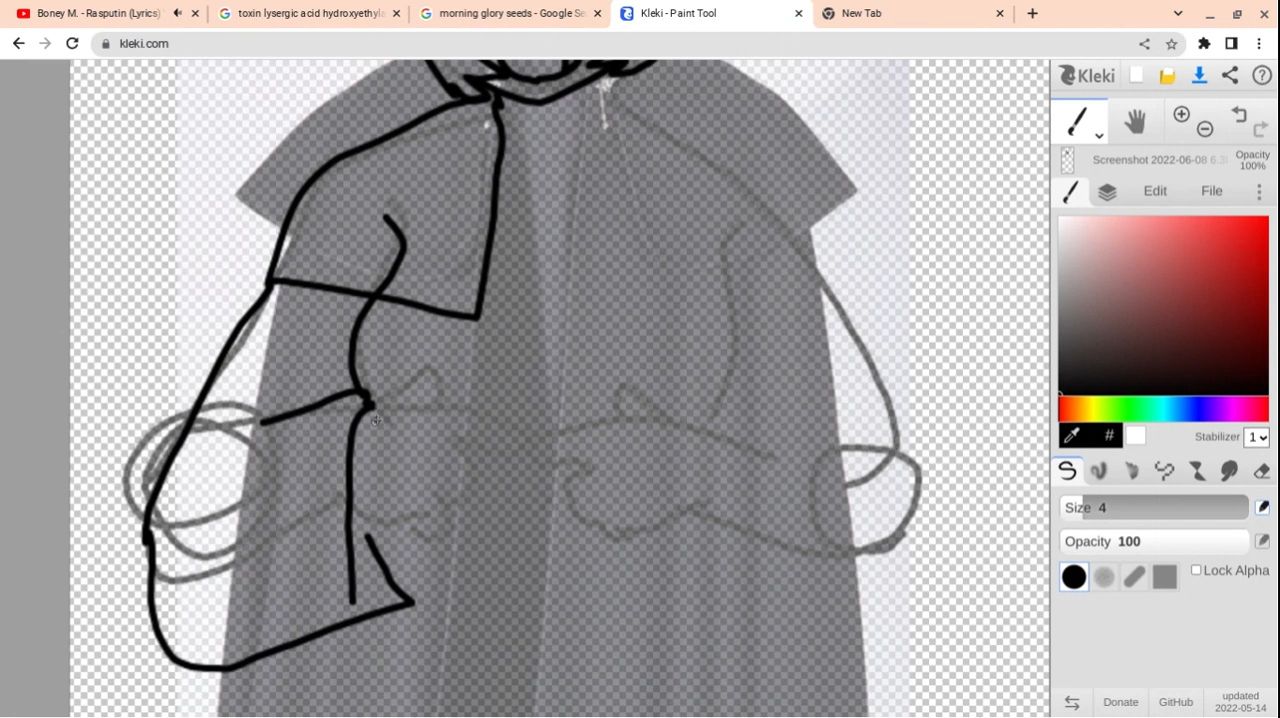 Boney M. - Rasputin (Lyrics)
toxin lysergic acid hydroxyethyla
morning glory seeds - Google Se
Kleki - Paint Tool
New Tab
kleki.com
Kleki
Screenshot 2022-06-08 6.3
Opacity
100%
Edit
File
#
Stabilizer
1
Size 4
Opacity 100
Lock Alpha
Donate
GitHub
updated
2022-05-14